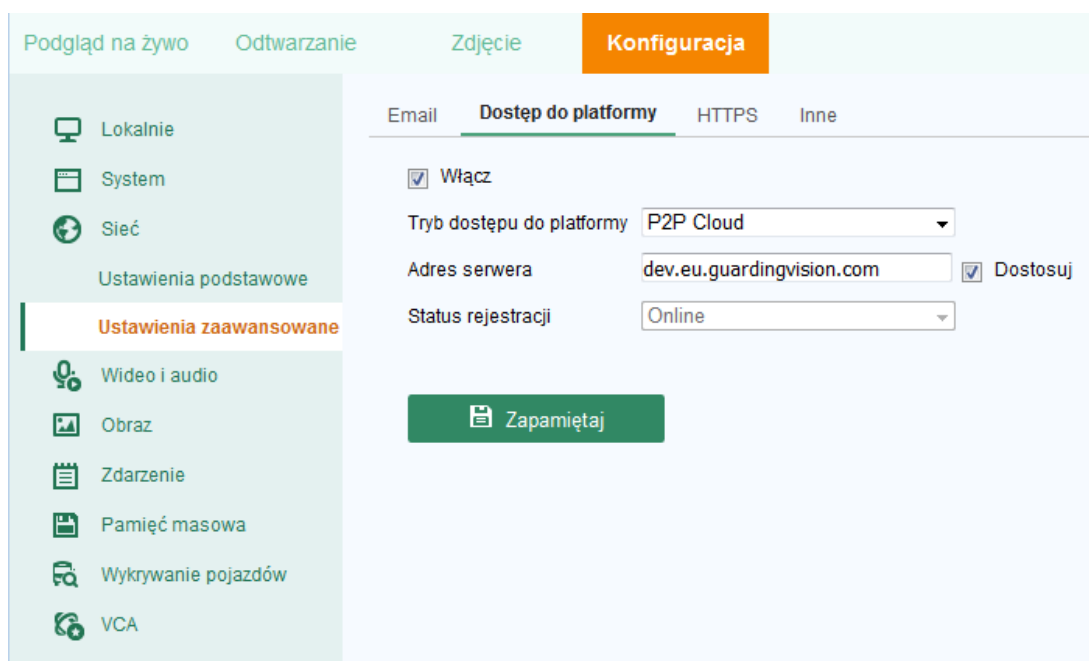 Podgląd na żywo Odtwarzanie Zdjęcie Konfiguracja
Lokalnie
System
Sieć
Ustawienia podstawowe
Ustawienia zaawansowane
Wideo i audio
Obraz
Zdarzenie
Pamięć masowa
Wykrywanie pojazdów
VCA
Email Dostęp do platformy HTTPS Inne
Włącz
Tryb dostępu do platformy P2P Cloud
Adres serwera dev.eu.guardingvision.com Dostosuj
Status rejestracji Online
Zapamiętaj